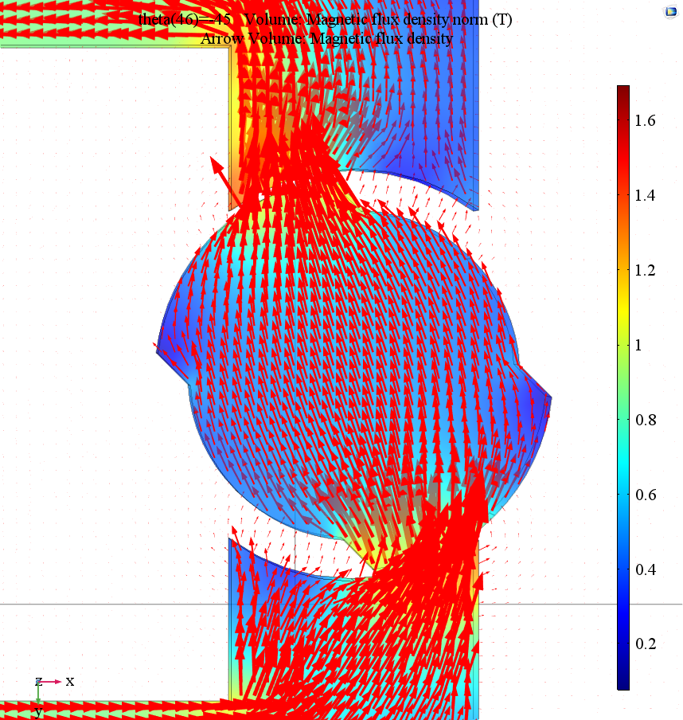 theta(46)=45 Volume: Magnetic flux density norm (T)
Arrow Volume: Magnetic flux density
1.6
1.4
1.2
1
0.8
0.6
0.4
0.2
z x
y